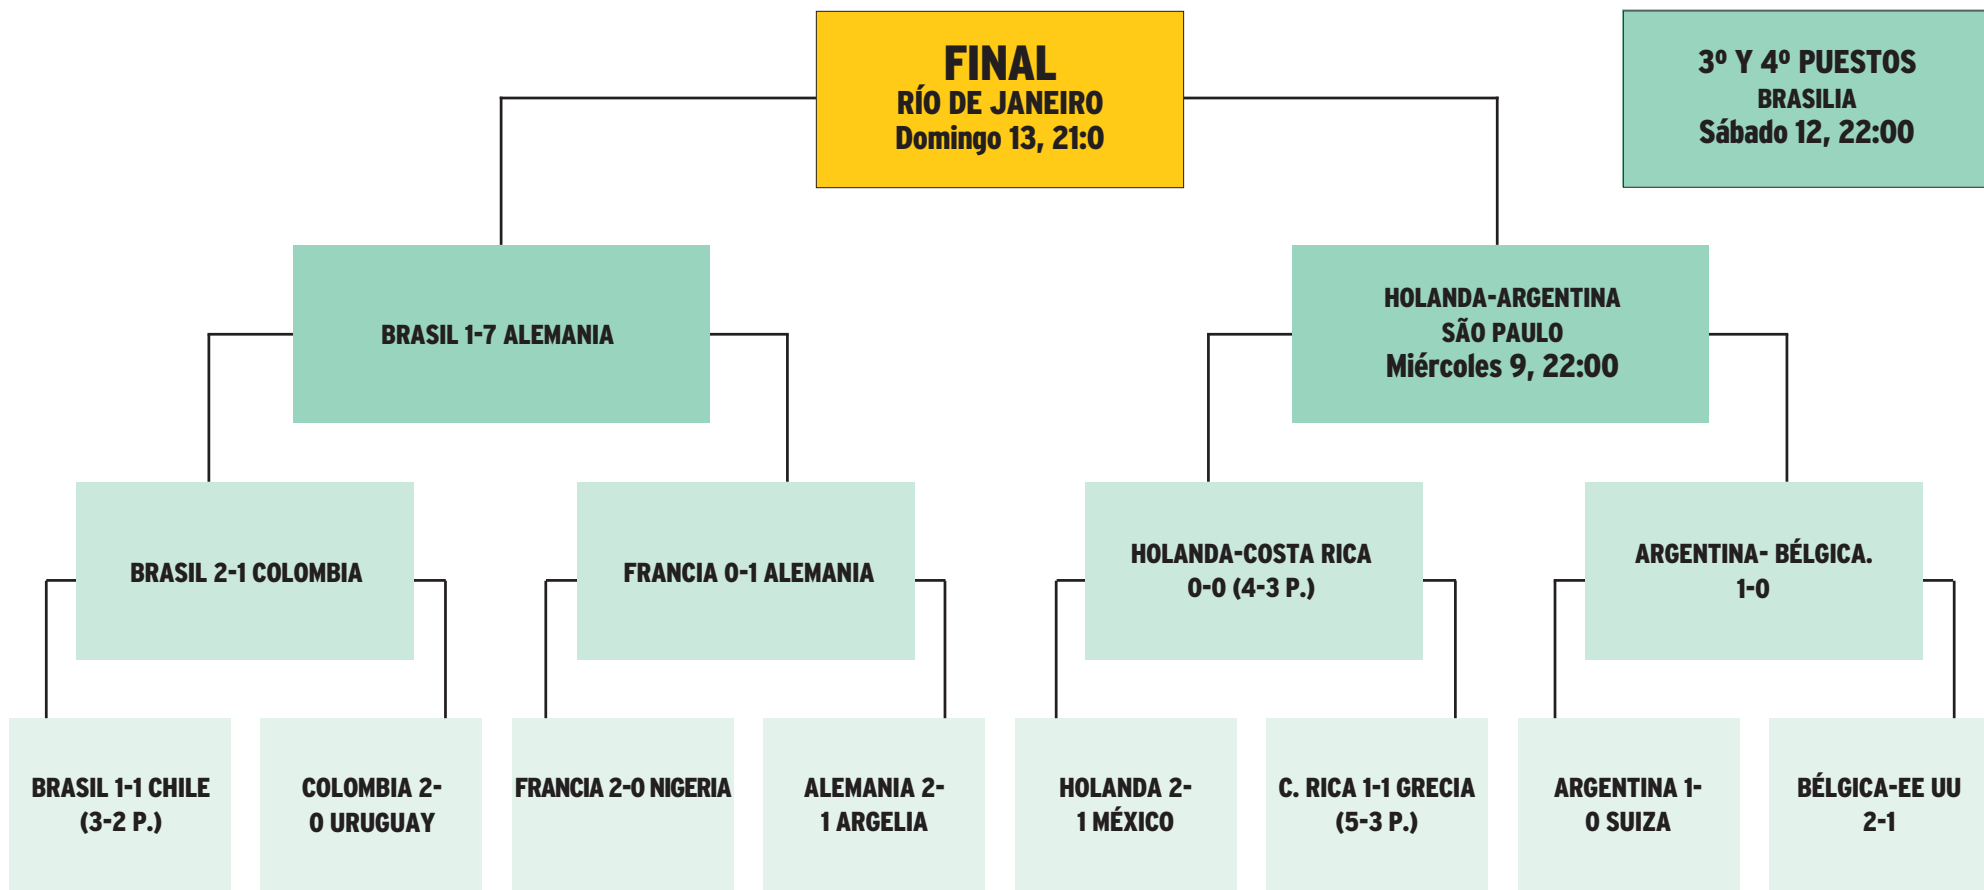 FINAL
RÍO DE JANEIRO
Domingo 13, 21:0
3º Y 4º PUESTOS
BRASILIA
Sábado 12, 22:00
BRASIL 1-7 ALEMANIA
HOLANDA-ARGENTINA
SÃO PAULO
Miércoles 9, 22:00
BRASIL 2-1 COLOMBIA
FRANCIA 0-1 ALEMANIA
HOLANDA-COSTA RICA
0-0 (4-3 P.)
ARGENTINA- BÉLGICA.
1-0
BRASIL 1-1 CHILE
(3-2 P.)
COLOMBIA 2-
0 URUGUAY
FRANCIA 2-0 NIGERIA
ALEMANIA 2-
1 ARGELIA
HOLANDA 2-
1 MÉXICO
C. RICA 1-1 GRECIA
(5-3 P.)
ARGENTINA 1-
0 SUIZA
BÉLGICA-EE UU
2-1